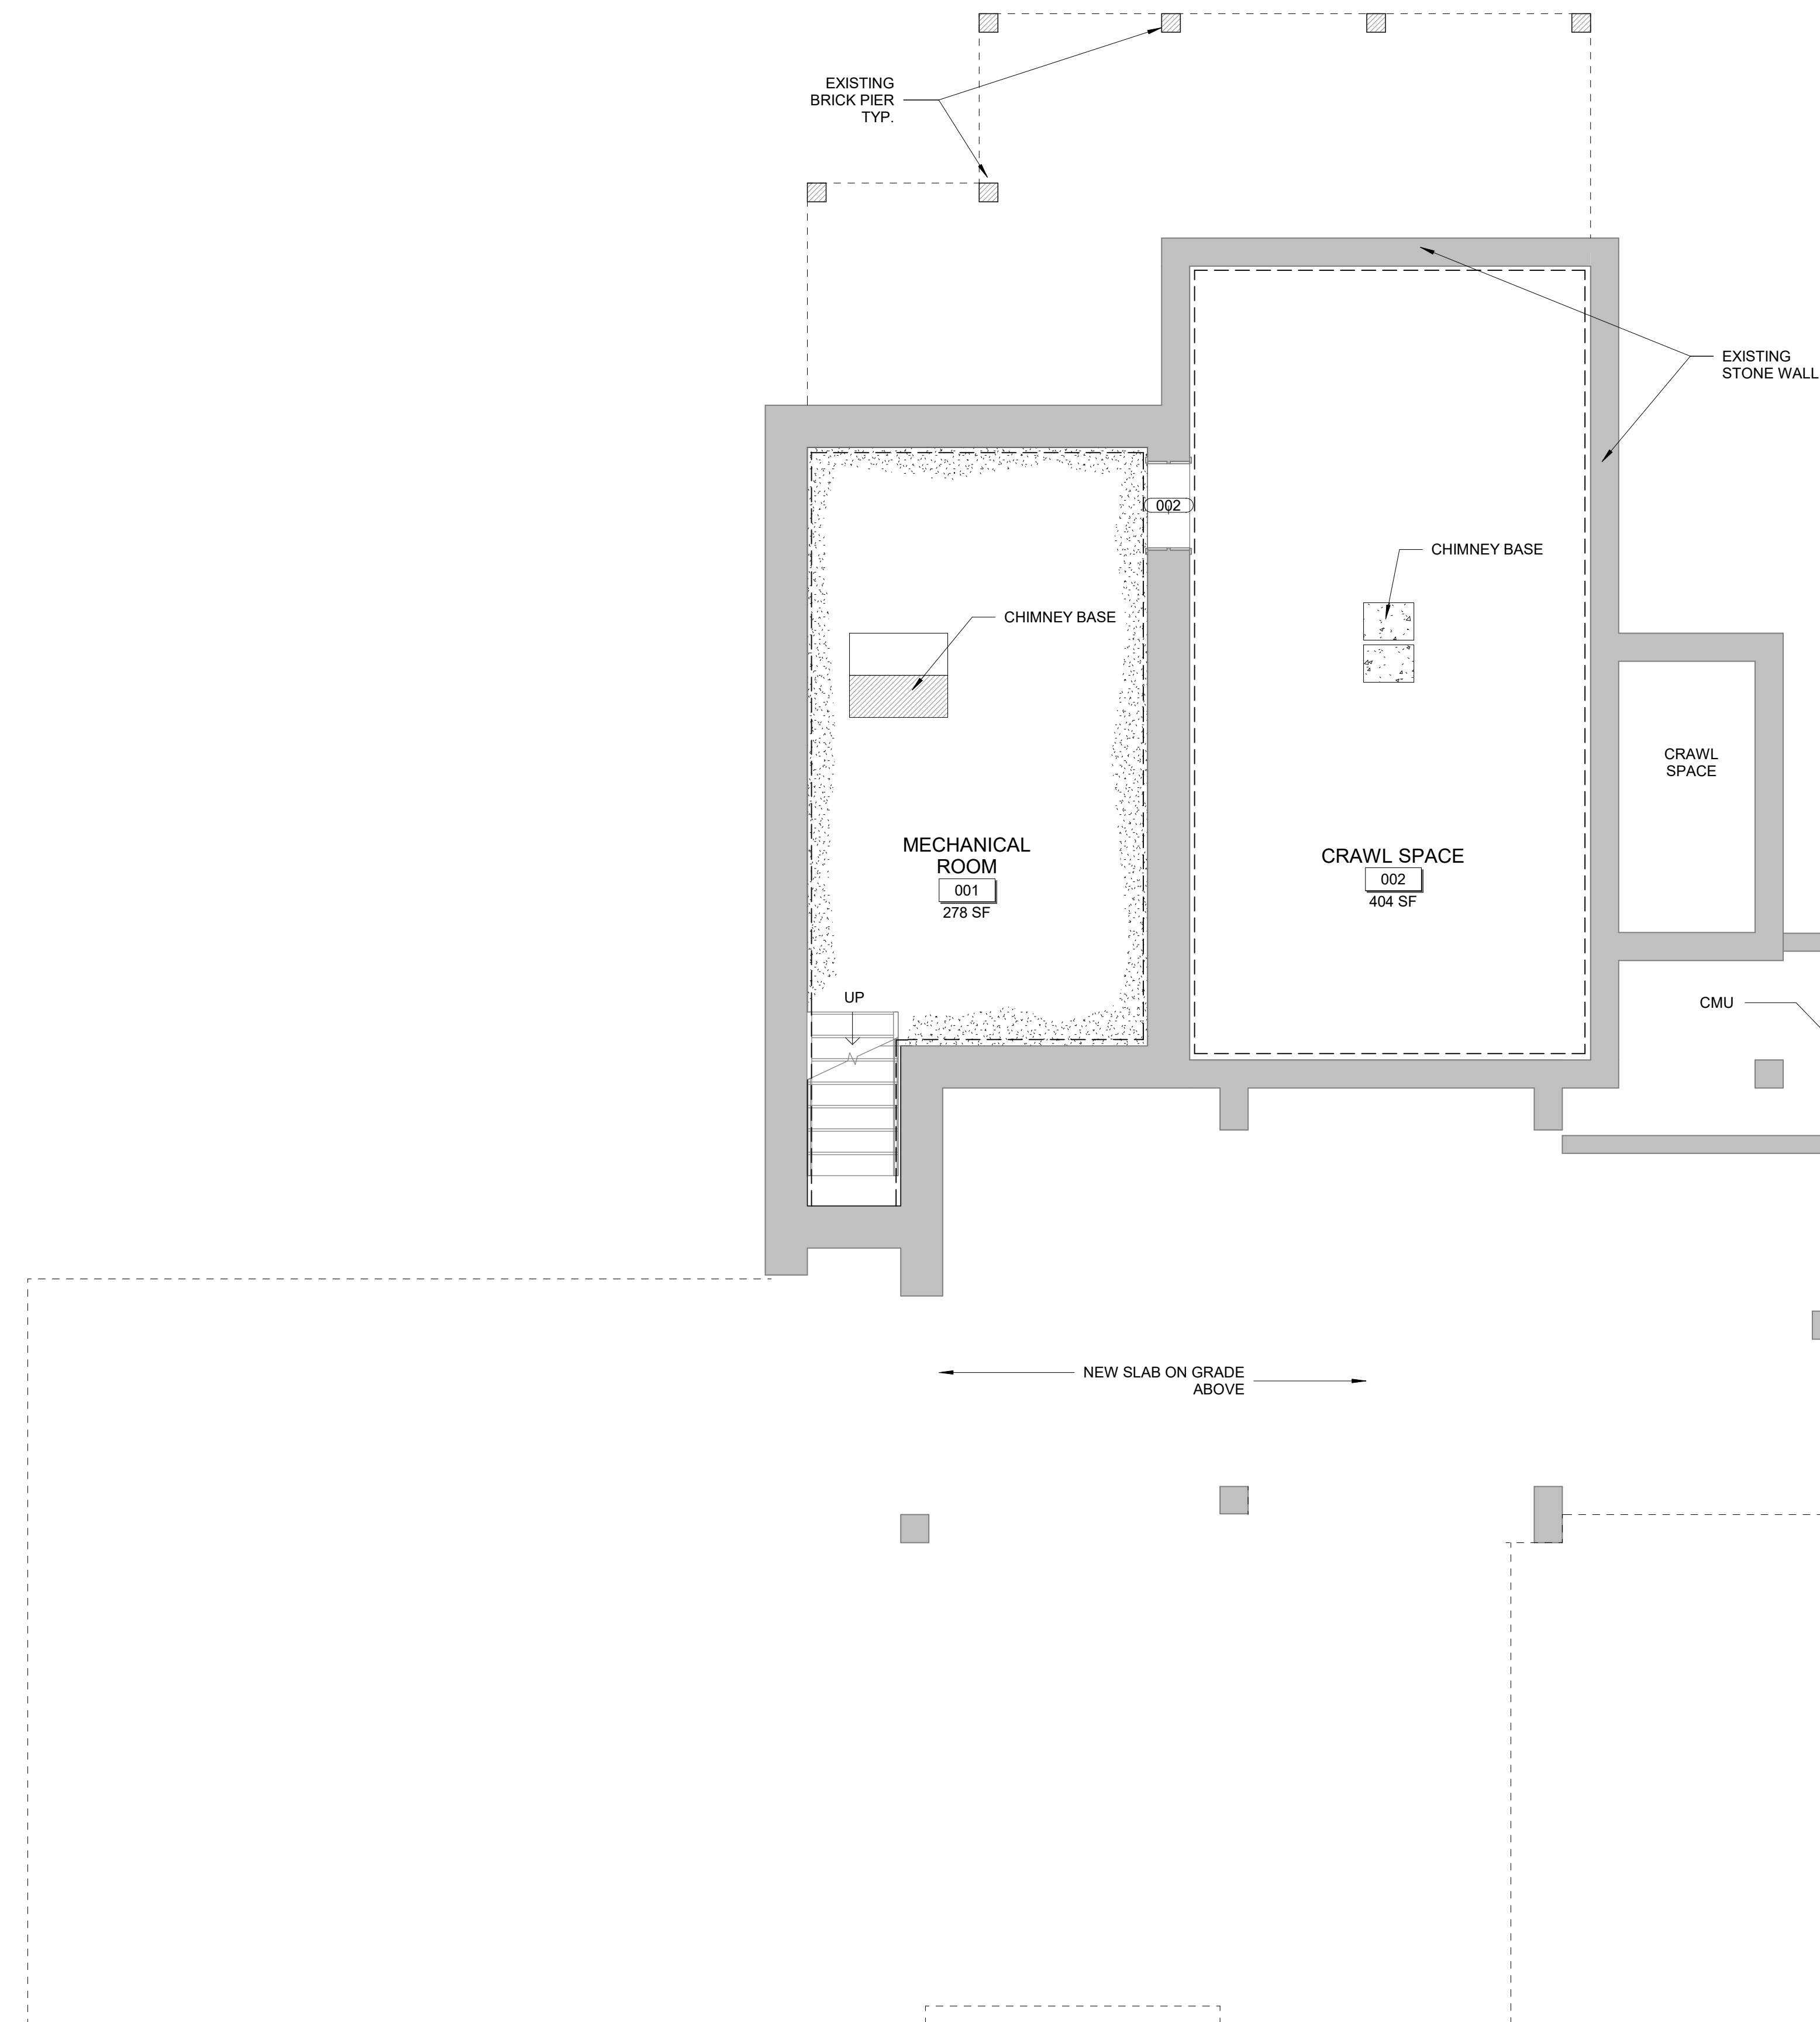 EXISTING
BRICK PIER
TYP.
EXISTING
STONE WALL
002
CHIMNEY BASE
CHIMNEY BASE
CRAWL
SPACE
MECHANICAL
ROOM
001
278 SF
CRAWL SPACE
002
404 SF
UP
CMU
NEW SLAB ON GRADE
ABOVE